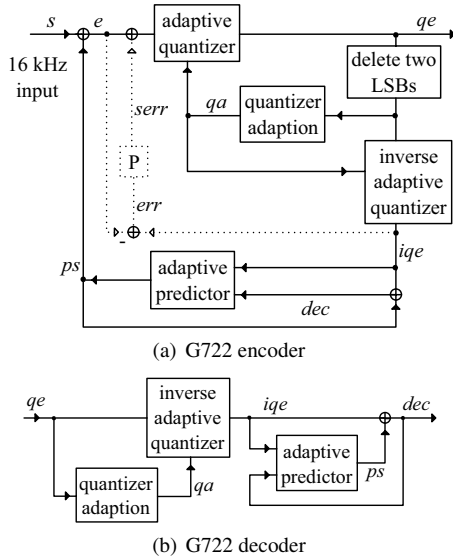 s
e
adaptive
quantizer
qe
16 kHz
input
delete two
LSBs
serr
qa
quantizer
adaption
P
inverse
adaptive
quantizer
err
-
iqe
ps
adaptive
predictor
dec
(a) G722 encoder
qe
inverse
adaptive
quantizer
iqe
dec
adaptive
predictor
ps
quantizer
adaption
qa
(b) G722 decoder